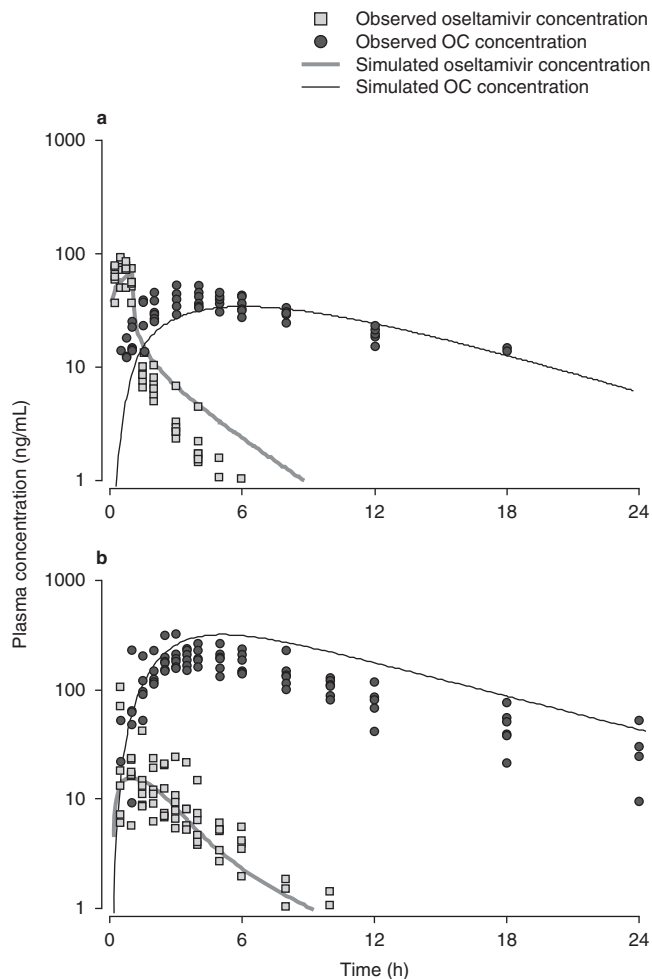 Observed oseltamivir concentration
Observed OC concentration
Simulated oseltamivir concentration
Simulated OC concentration
a
1000
100
10
1
0 6 12 18 24
b
1000
100
10
1
0 6 12 18 24
Plasma concentration (ng/mL)
Time (h)